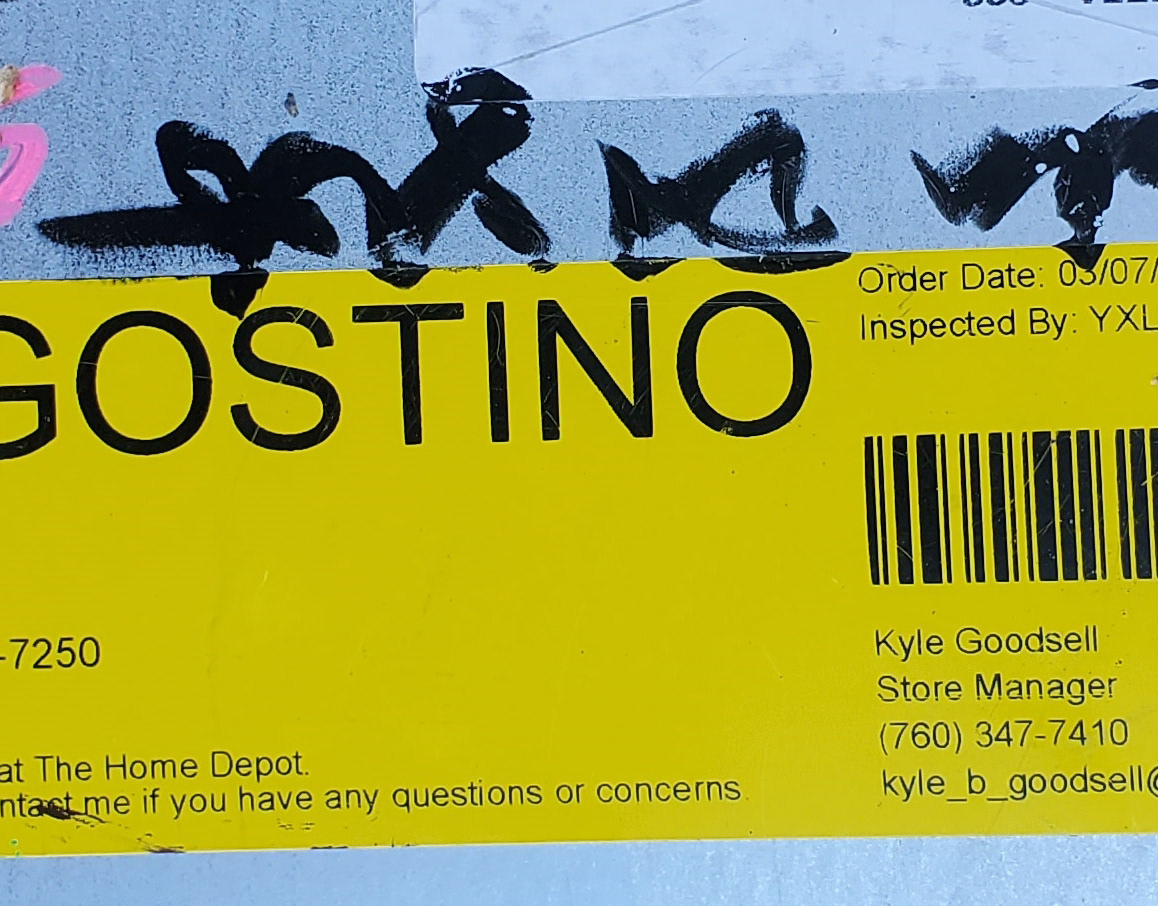 GOSTINO
Order Date: 03/07/
Inspected By: YXL
-7250
at The Home Depot.
ntact me if you have any questions or concerns.
Kyle Goodsell
Store Manager
(760) 347-7410
kyle_b_goodsell@